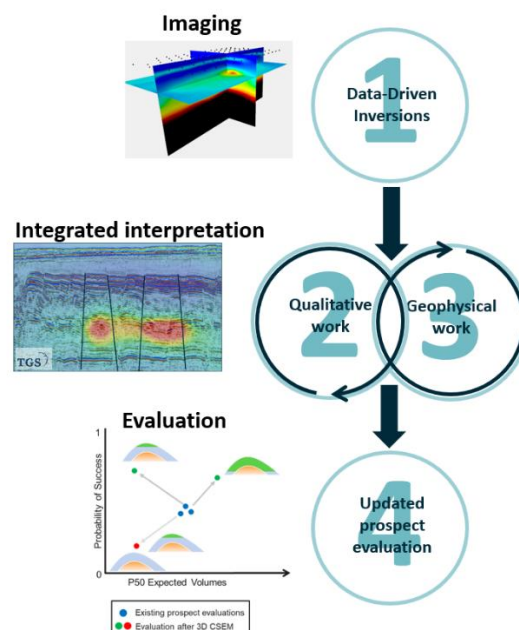 Imaging
1
Data-Driven
Inversions
Integrated interpretation
TGS
2
Qualitative
work
3
Geophysical
work
Evaluation
1
Probability of Success
0
P50 Expected Volumes
Existing prospect evaluations
Evaluation after 3D CSEM
4
Updated
prospect
evaluation